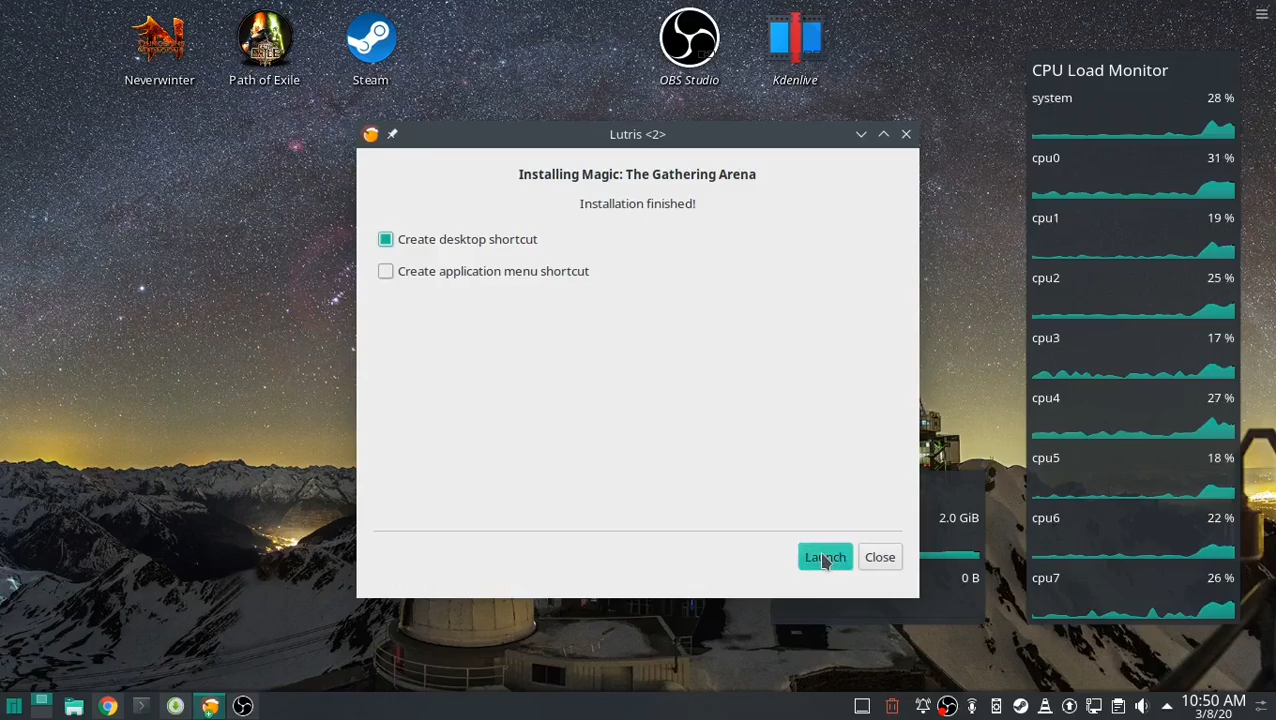 Neverwinter
Path of Exile
Steam
OBS Studio
Kdenlive
CPU Load Monitor
system 28 %
cpu0 31 %
cpu1 19 %
cpu2 25 %
cpu3 17 %
cpu4 27 %
cpu5 18 %
cpu6 22 %
cpu7 26 %
Lutris <2>
Installing Magic: The Gathering Arena
Installation finished!
Create desktop shortcut
Create application menu shortcut
Launch
Close
2.0 GiB
0 B
10:50 AM
3/8/20